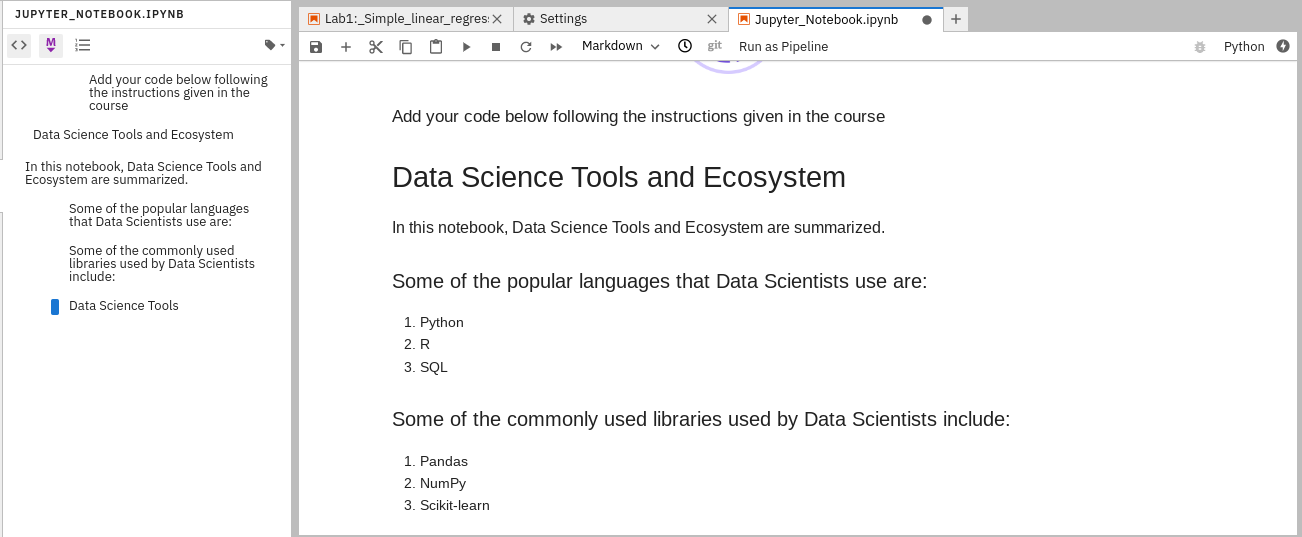 JUPYTER_NOTEBOOK.IPYNB
M
Add your code below following
the instructions given in the
course
Data Science Tools and Ecosystem
In this notebook, Data Science Tools and
Ecosystem are summarized.
Some of the popular languages
that Data Scientists use are:
Some of the commonly used
libraries used by Data Scientists
include:
Data Science Tools
Lab1:_Simple_linear_regres
Settings
Jupyter_Notebook.ipynb
Markdown
git
Run as Pipeline
Python
Add your code below following the instructions given in the course
Data Science Tools and Ecosystem
In this notebook, Data Science Tools and Ecosystem are summarized.
Some of the popular languages that Data Scientists use are:
1. Python
2. R
3. SQL
Some of the commonly used libraries used by Data Scientists include:
1. Pandas
2. NumPy
3. Scikit-learn